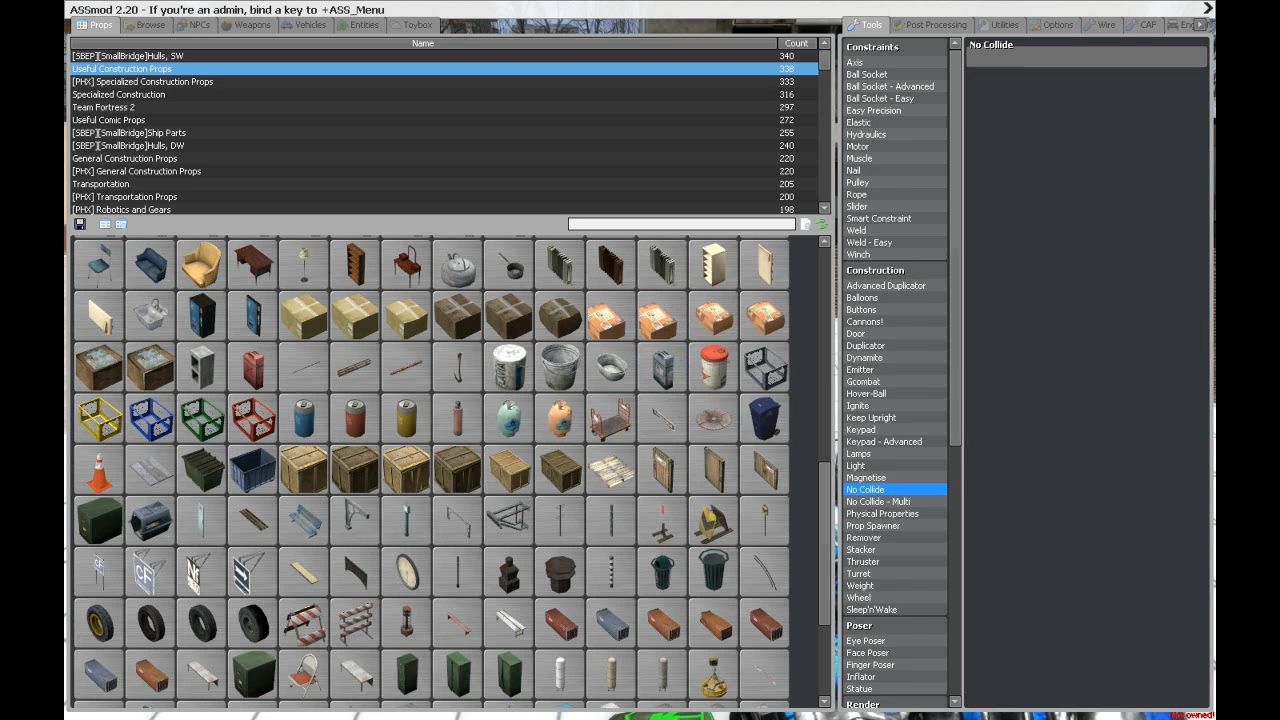 ASSmod 2.20 - If you're an admin, bind a key to +ASS_Menu
Props
Browse
NPCs
Weapons
Vehicles
Entities
Toybox
Tools
Post Processing
Utilities
Options
Wire
CAF
Name
Count
[SBEP][SmallBridge]Hulls, SW 340
Useful Construction Props 338
[PHX] Specialized Construction Props 333
Specialized Construction 316
Team Fortress 2 297
Useful Comic Props 272
[SBEP][SmallBridge]Ship Parts 255
[SBEP][SmallBridge]Hulls, DW 240
General Construction Props 220
[PHX] General Construction Props 220
Transportation 205
[PHX] Transportation Props 200
[PHX] Robotics and Gears 198
CF
Constraints
Axis
Ball Socket
Ball Socket - Advanced
Ball Socket - Easy
Easy Precision
Elastic
Hydraulics
Motor
Muscle
Nail
Pulley
Rope
Slider
Smart Constraint
Weld
Weld - Easy
Winch
Construction
Advanced Duplicator
Balloons
Buttons
Cannons!
Door
Duplicator
Dynamite
Emitter
Gcombat
Hover-Ball
Ignite
Keep Upright
Keypad
Keypad - Advanced
Lamps
Light
Magnetise
No Collide
No Collide - Multi
Physical Properties
Prop Spawner
Remover
Stacker
Thruster
Turret
Weight
Wheel
Sleep'n'Wake
Poser
Eye Poser
Face Poser
Finger Poser
Inflator
Statue
Render
No Collide
Not owned!